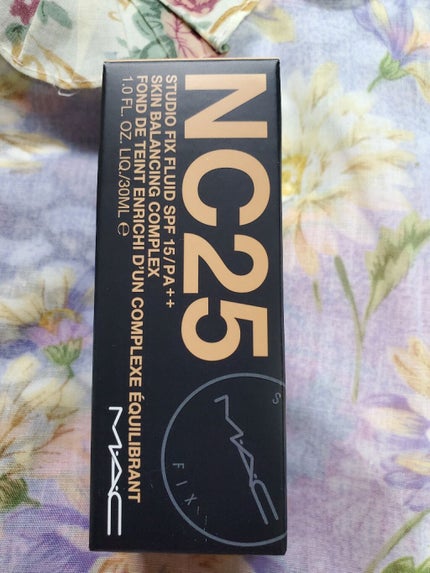 NC25
STUDIO FIX FLUID SPF 15/PA++
SKIN BALANCING COMPLEX
FOND DE TEINT ENRICHI D'UN COMPLEXE ÉQUILIBRANT
1.0 FL. OZ. LIQ./30ML ℮
M·A·C
S
M·A·C
FIX